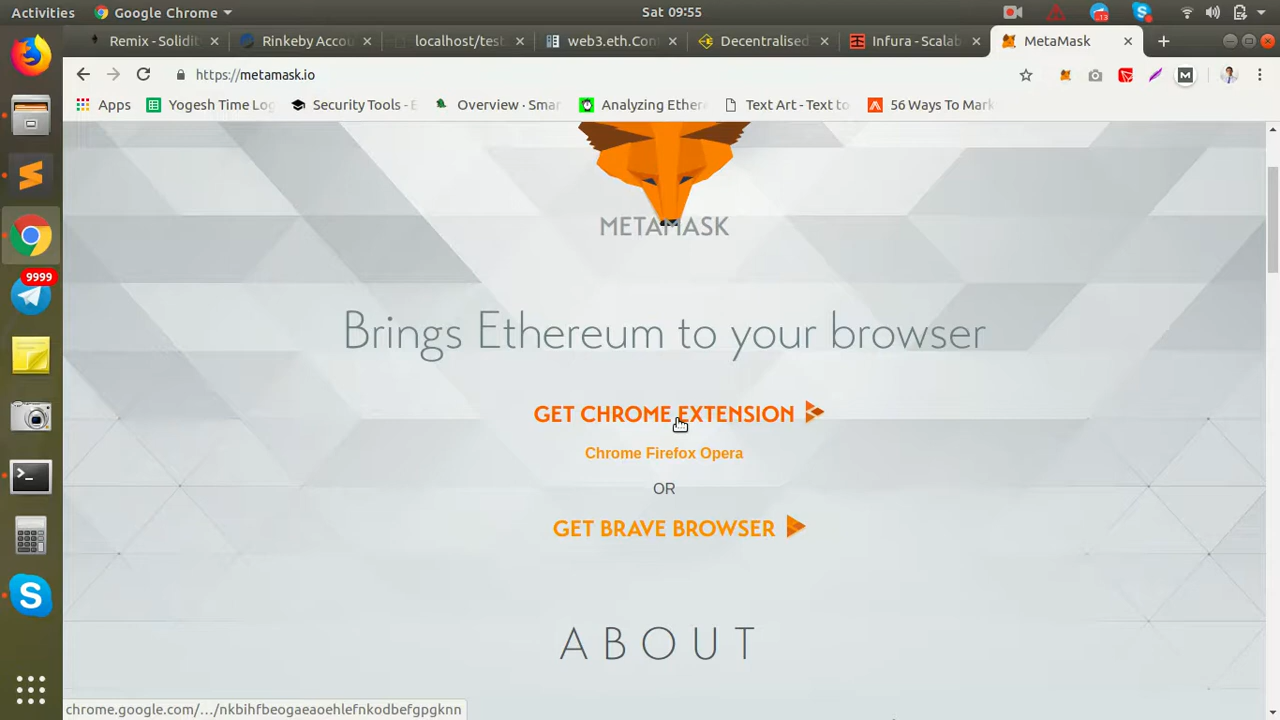 Activities Google Chrome Sat 09:55
13
Remix - Solidit Rinkeby Accou localhost/test. web3.eth.Con Decentralised Infura - Scalab MetaMask
https://metamask.io
Apps Yogesh Time Log Security Tools - E Overview · Smar Analyzing Ether Text Art - Text to 56 Ways To Mark
METAMASK
Brings Ethereum to your browser
GET CHROME EXTENSION
Chrome Firefox Opera
OR
GET BRAVE BROWSER
ABOUT
9999
chrome.google.com/.../nkbihfbeogaeaoehlefnkodbefgpgknn